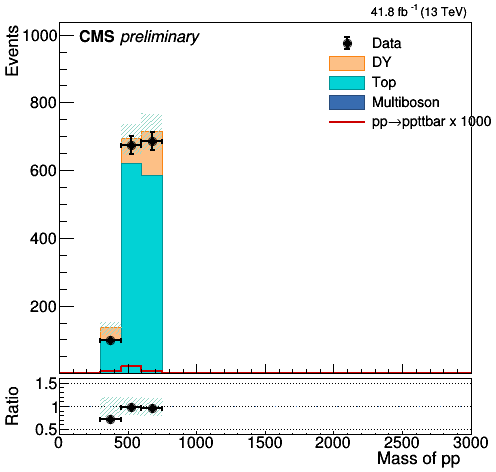 41.8 fb⁻¹ (13 TeV)
CMS preliminary
Events
1000
800
600
400
200
Data
DY
Top
Multiboson
pp→ppttbar x 1000
Ratio
1.5
1
0.5
0 500 1000 1500 2000 2500 3000
Mass of pp